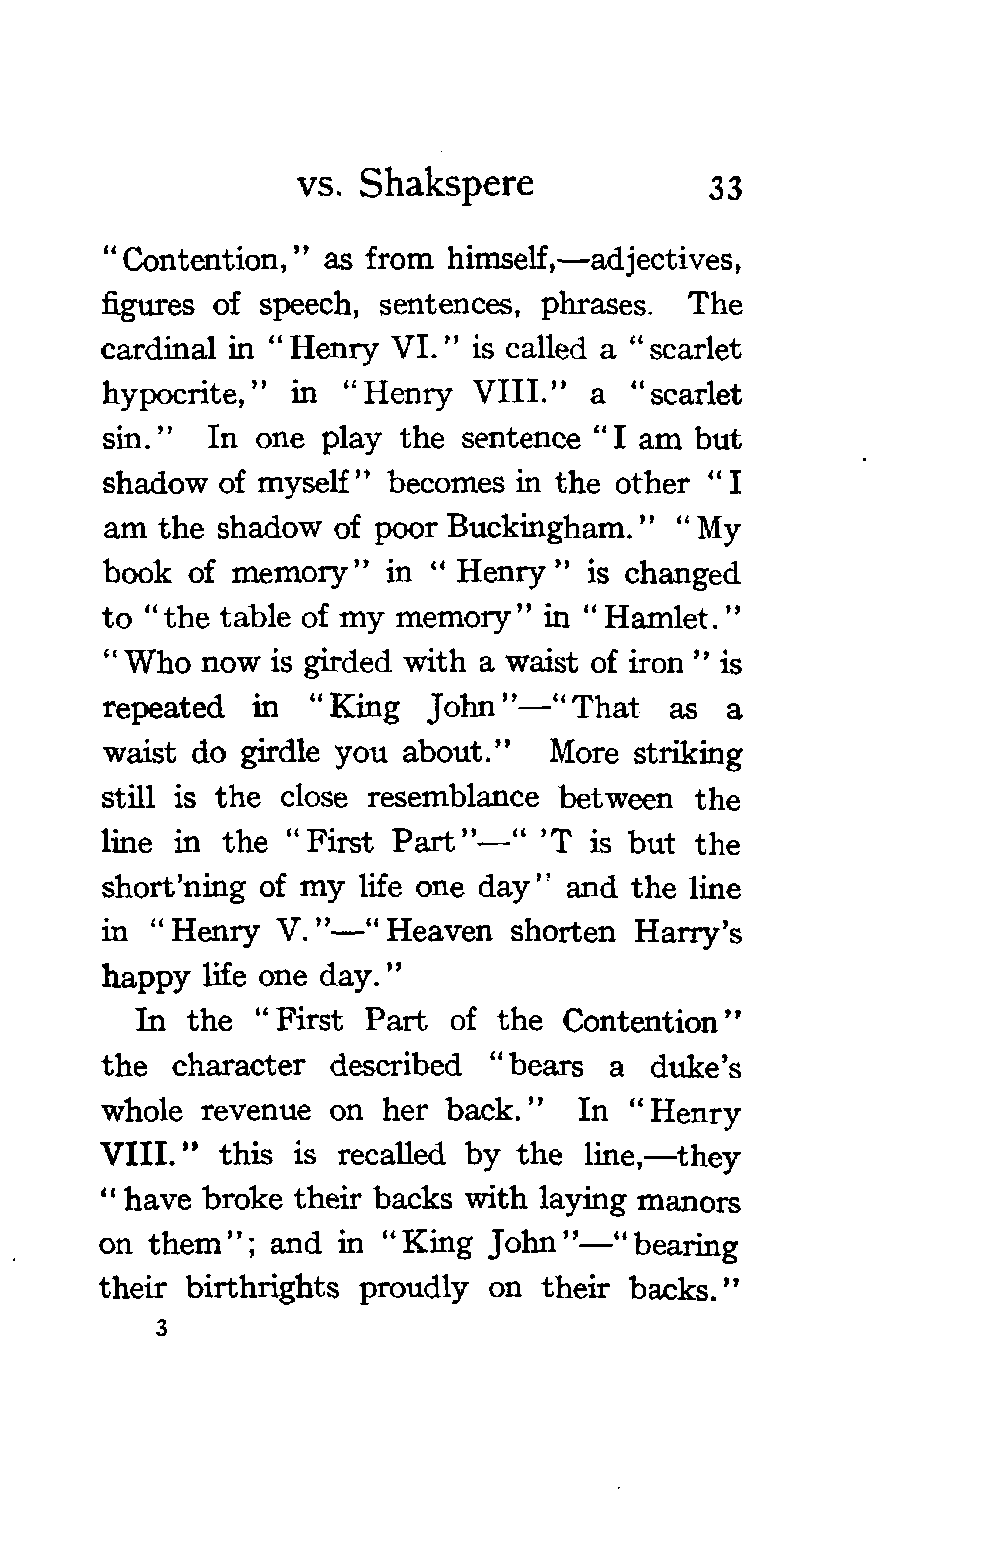 vs. Shakspere 33
"Contention," as from himself,—adjectives,
figures of speech, sentences, phrases. The
cardinal in "Henry VI." is called a "scarlet
hypocrite," in "Henry VIII." a "scarlet
sin." In one play the sentence "I am but
shadow of myself" becomes in the other "I
am the shadow of poor Buckingham." "My
book of memory" in "Henry" is changed
to "the table of my memory" in "Hamlet."
"Who now is girded with a waist of iron" is
repeated in "King John"—"That as a
waist do girdle you about." More striking
still is the close resemblance between the
line in the "First Part"—" 'T is but the
short'ning of my life one day" and the line
in "Henry V."—"Heaven shorten Harry's
happy life one day."
In the "First Part of the Contention"
the character described "bears a duke's
whole revenue on her back." In "Henry
VIII." this is recalled by the line,—they
"have broke their backs with laying manors
on them"; and in "King John"—"bearing
their birthrights proudly on their backs."
3